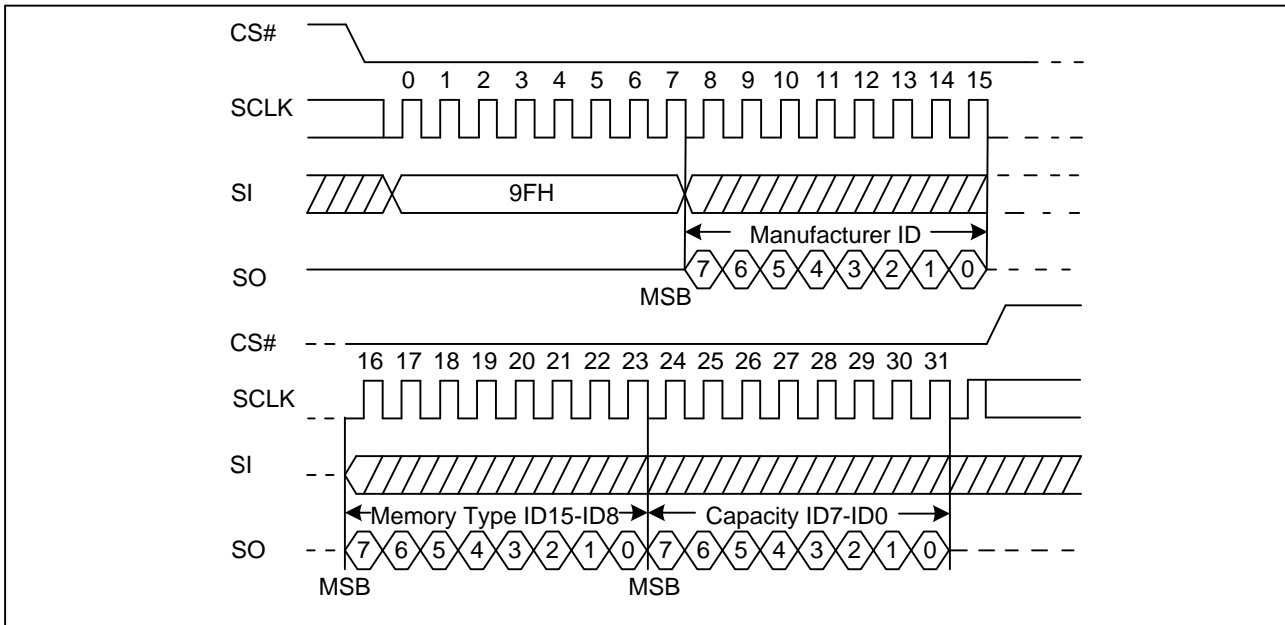 CS#
0 1 2 3 4 5 6 7 8 9 10 11 12 13 14 15
SCLK
SI
9FH
Manufacturer ID
SO
7 6 5 4 3 2 1 0
MSB
CS#
16 17 18 19 20 21 22 23 24 25 26 27 28 29 30 31
SCLK
SI
Memory Type ID15-ID8 Capacity ID7-ID0
SO
7 6 5 4 3 2 1 0 7 6 5 4 3 2 1 0
MSB MSB